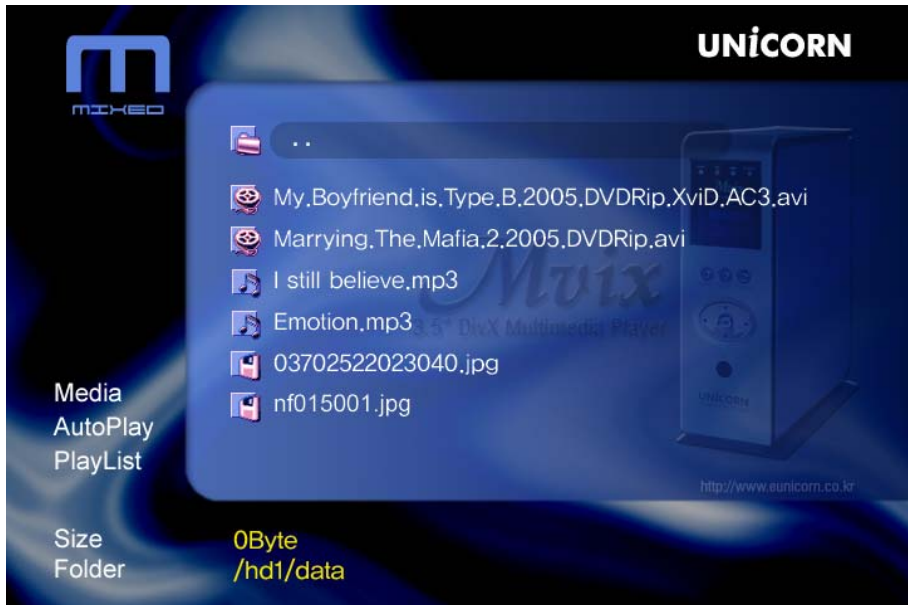 UNiCORN
MIXED
..
My.Boyfriend.is.Type.B.2005.DVDRip.XviD.AC3.avi
Marrying.The.Mafia.2.2005.DVDRip.avi
I still believe.mp3
Mvix
Emotion.mp3
3.5" DivX Multimedia Player
03702522023040.jpg
nf015001.jpg
UNiCORN
Media
AutoPlay
PlayList
http://www.eunicorn.co.kr
Size 0Byte
Folder /hd1/data